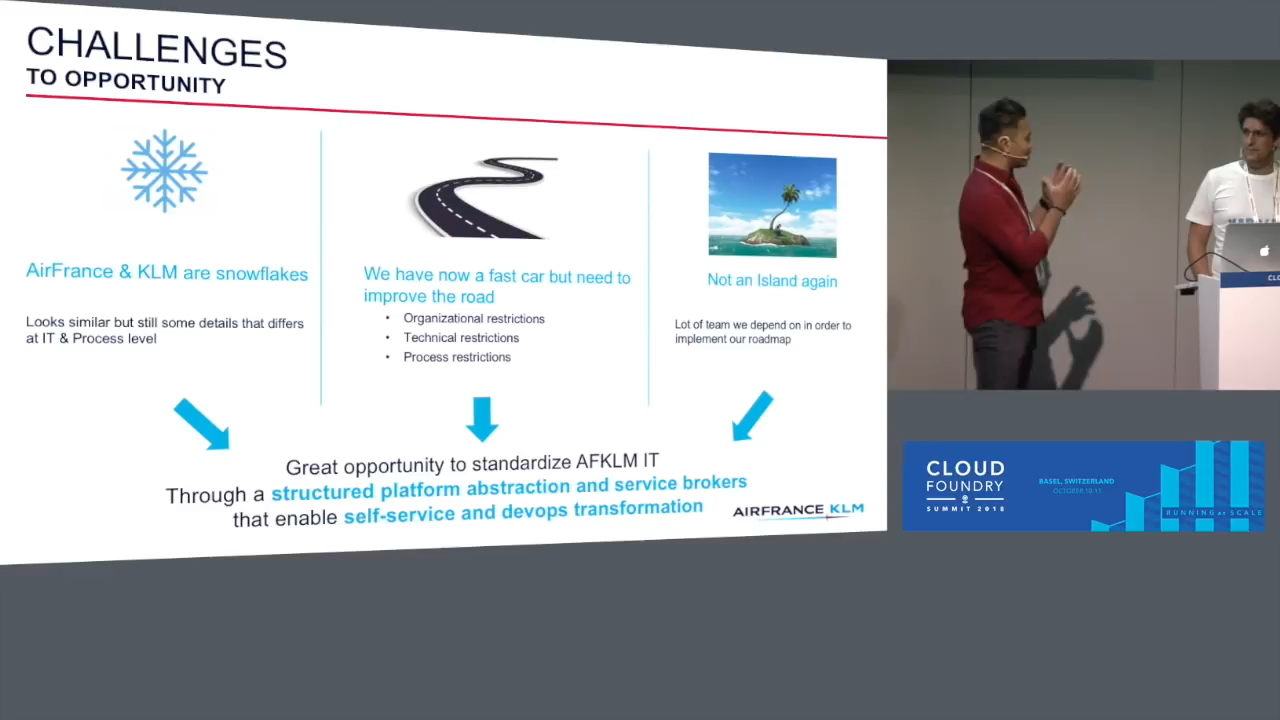 CHALLENGES
TO OPPORTUNITY
AirFrance & KLM are snowflakes
Looks similar but still some details that differs
at IT & Process level
We have now a fast car but need to
improve the road
• Organizational restrictions
• Technical restrictions
• Process restrictions
Not an Island again
Lot of team we depend on in order to
implement our roadmap
Great opportunity to standardize AFKLM IT
Through a structured platform abstraction and service brokers
that enable self-service and devops transformation
AIRFRANCE KLM
CLOUD
FOUNDRY
SUMMIT 2018
BASEL, SWITZERLAND
OCTOBER 10-11
RUNNING AT SCALE